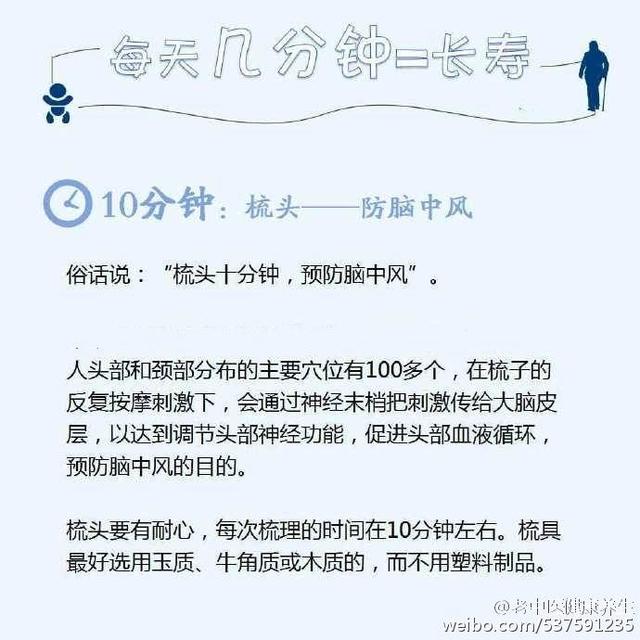 每天几分钟=长寿
10分钟：梳头——防脑中风
俗话说：“梳头十分钟，预防脑中风”。
人头部和颈部分布的主要穴位有100多个，在梳子的
反复按摩刺激下，会通过神经末梢把刺激传给大脑皮
层，以达到调节头部神经功能，促进头部血液循环，
预防脑中风的目的。
梳头要有耐心，每次梳理的时间在10分钟左右。梳具
最好选用玉质、牛角质或木质的，而不用塑料制品。
@老中医健康养生
weibo.com/537591235